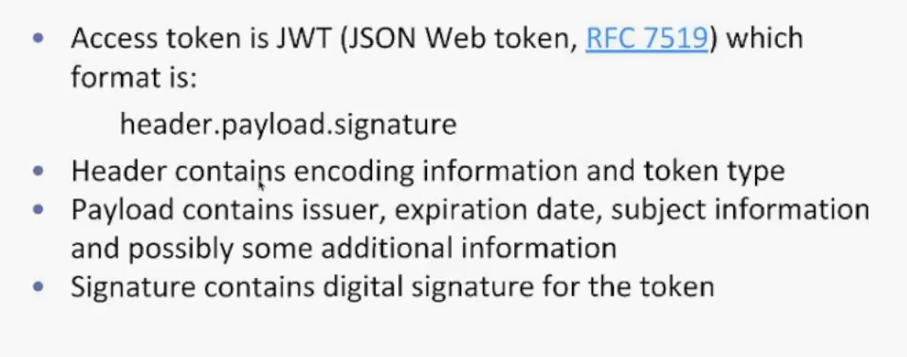 • Access token is JWT (JSON Web token, RFC 7519) which
format is:
header.payload.signature
• Header contains encoding information and token type
• Payload contains issuer, expiration date, subject information
and possibly some additional information
• Signature contains digital signature for the token